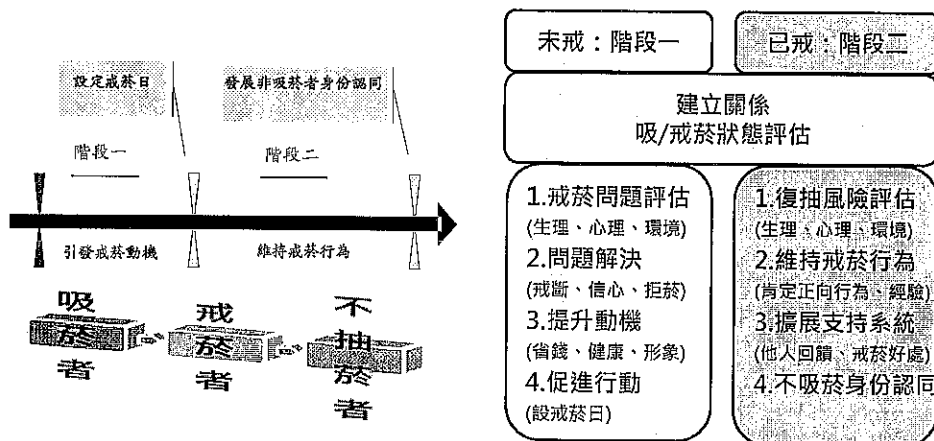 設定戒菸日
發展非吸菸者身份認同
階段一
階段二
引發戒菸動機
維持戒菸行為
吸菸者
戒菸者
不抽菸者
未戒：階段一
已戒：階段二
建立關係
吸/戒菸狀態評估
1.戒菸問題評估
(生理、心理、環境)
2.問題解決
(戒斷、信心、拒菸)
3.提升動機
(省錢、健康、形象)
4.促進行動
(設戒菸日)
1.復抽風險評估
(生理、心理、環境)
2.維持戒菸行為
(肯定正向行為、經驗)
3.擴展支持系統
(他人回饋、戒菸好處)
4.不吸菸身份認同